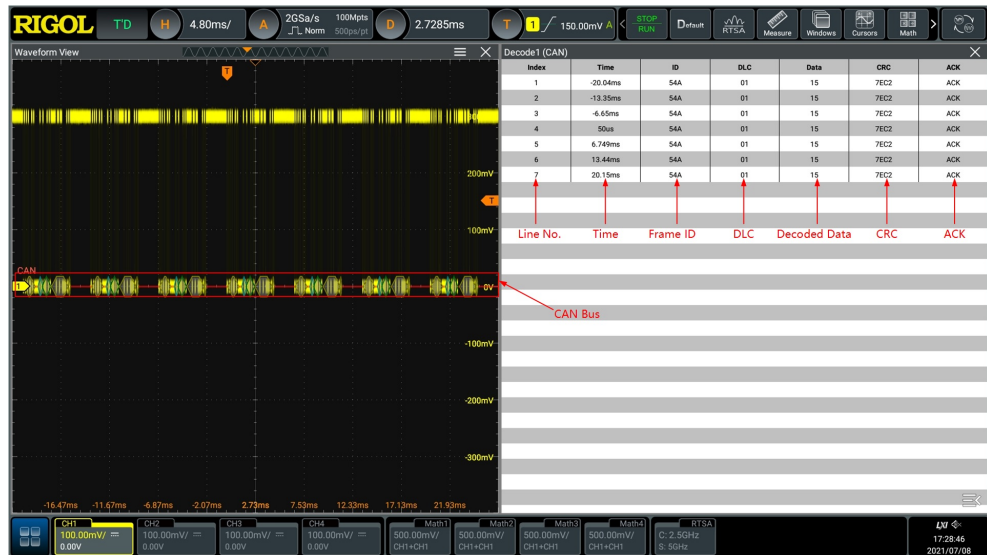 RIGOL T'D H 4.80ms/ A 2GSa/s 100Mpts Norm 500ps/pt D 2.7285ms T 1 150.00mV A STOP RUN Default RTSA Measure Windows Cursors Math
Waveform View
Decode1 (CAN)
Index Time ID DLC Data CRC ACK
1 -20.04ms 54A 01 15 7EC2 ACK
2 -13.35ms 54A 01 15 7EC2 ACK
3 -6.65ms 54A 01 15 7EC2 ACK
4 50us 54A 01 15 7EC2 ACK
5 6.749ms 54A 01 15 7EC2 ACK
6 13.44ms 54A 01 15 7EC2 ACK
7 20.15ms 54A 01 15 7EC2 ACK
Line No. Time Frame ID DLC Decoded Data CRC ACK
T
200mV
T
100mV
CAN
1
0V
CAN Bus
-100mV
-200mV
-300mV
-16.47ms -11.67ms -6.87ms -2.07ms 2.73ms 7.53ms 12.33ms 17.13ms 21.93ms
CH1 CH2 CH3 CH4 Math1 Math2 Math3 Math4 RTSA
100.00mV/ 100.00mV/ 100.00mV/ 100.00mV/ 500.00mV/ 500.00mV/ 500.00mV/ 500.00mV/ C: 2.5GHz
0.00V 0.00V 0.00V 0.00V CH1+CH1 CH1+CH1 CH1+CH1 CH1+CH1 S: 5GHz
LXI
17:28:46
2021/07/08